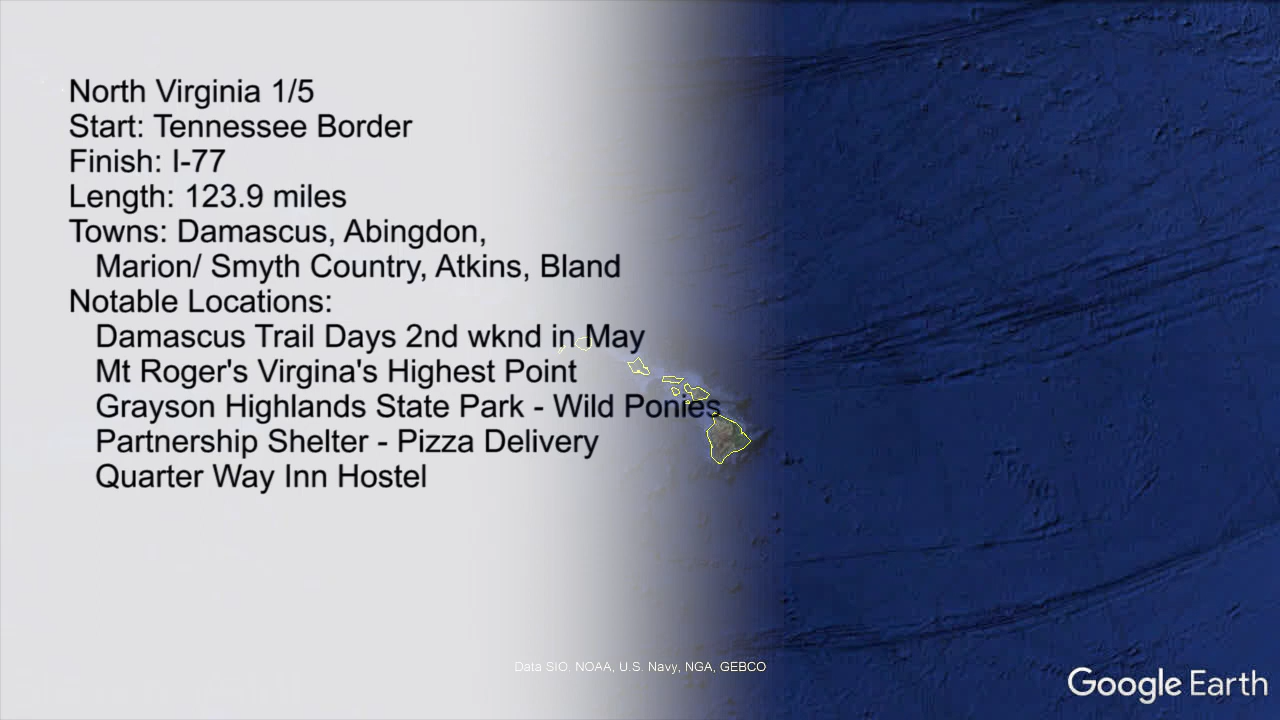 North Virginia 1/5
Start: Tennessee Border
Finish: I-77
Length: 123.9 miles
Towns: Damascus, Abingdon,
Marion/ Smyth Country, Atkins, Bland
Notable Locations:
Damascus Trail Days 2nd wknd in May
Mt Roger's Virgina's Highest Point
Grayson Highlands State Park - Wild Ponies
Partnership Shelter - Pizza Delivery
Quarter Way Inn Hostel
Data SIO, NOAA, U.S. Navy, NGA, GEBCO
Google Earth